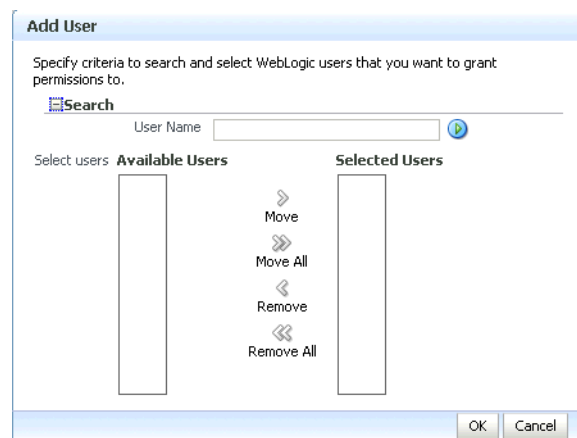 Add User
Specify criteria to search and select WebLogic users that you want to grant
permissions to.
Search
User Name
Select users Available Users Selected Users
Move
Move All
Remove
Remove All
OK Cancel